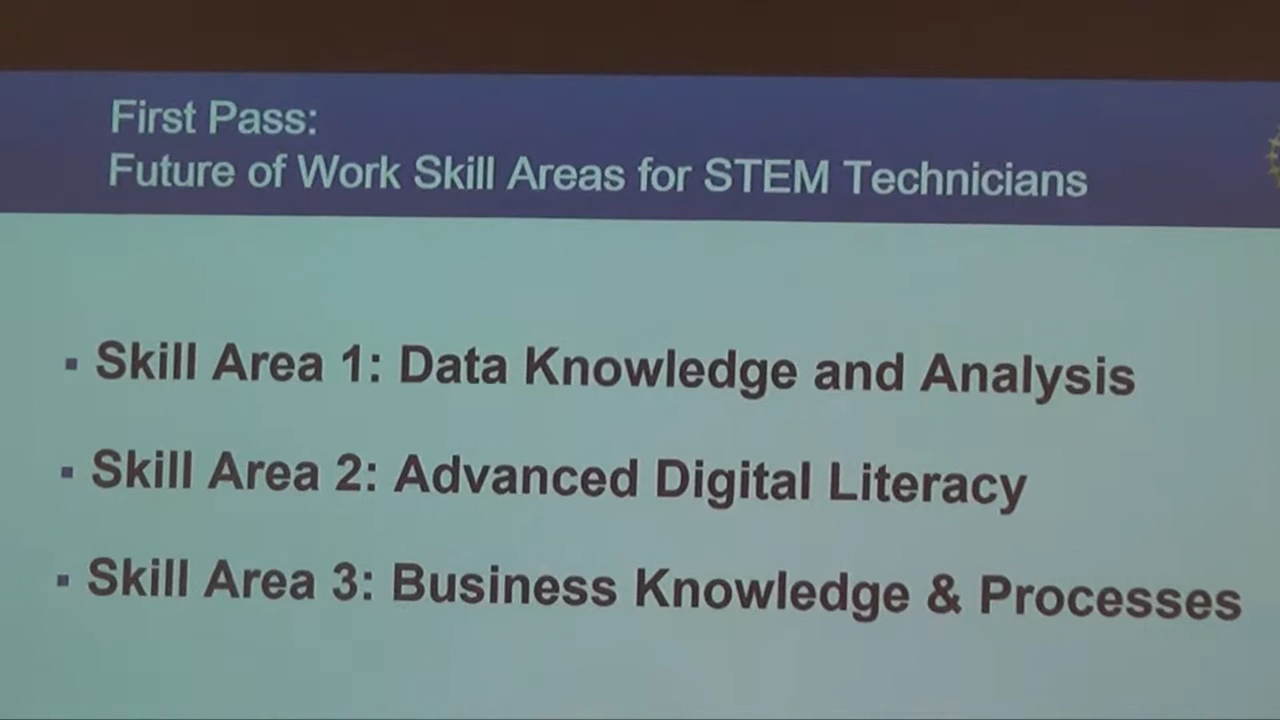 First Pass:
Future of Work Skill Areas for STEM Technicians
▪ Skill Area 1: Data Knowledge and Analysis
▪ Skill Area 2: Advanced Digital Literacy
▪ Skill Area 3: Business Knowledge & Processes